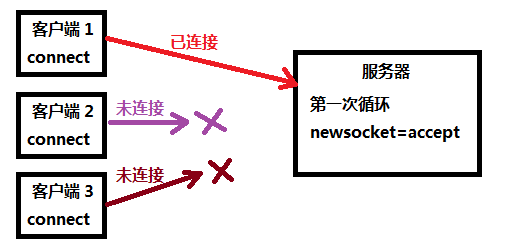 客户端 1
connect
已连接
服务器
第一次循环
newsocket=accept
客户端 2
connect
未连接
客户端 3
connect
未连接